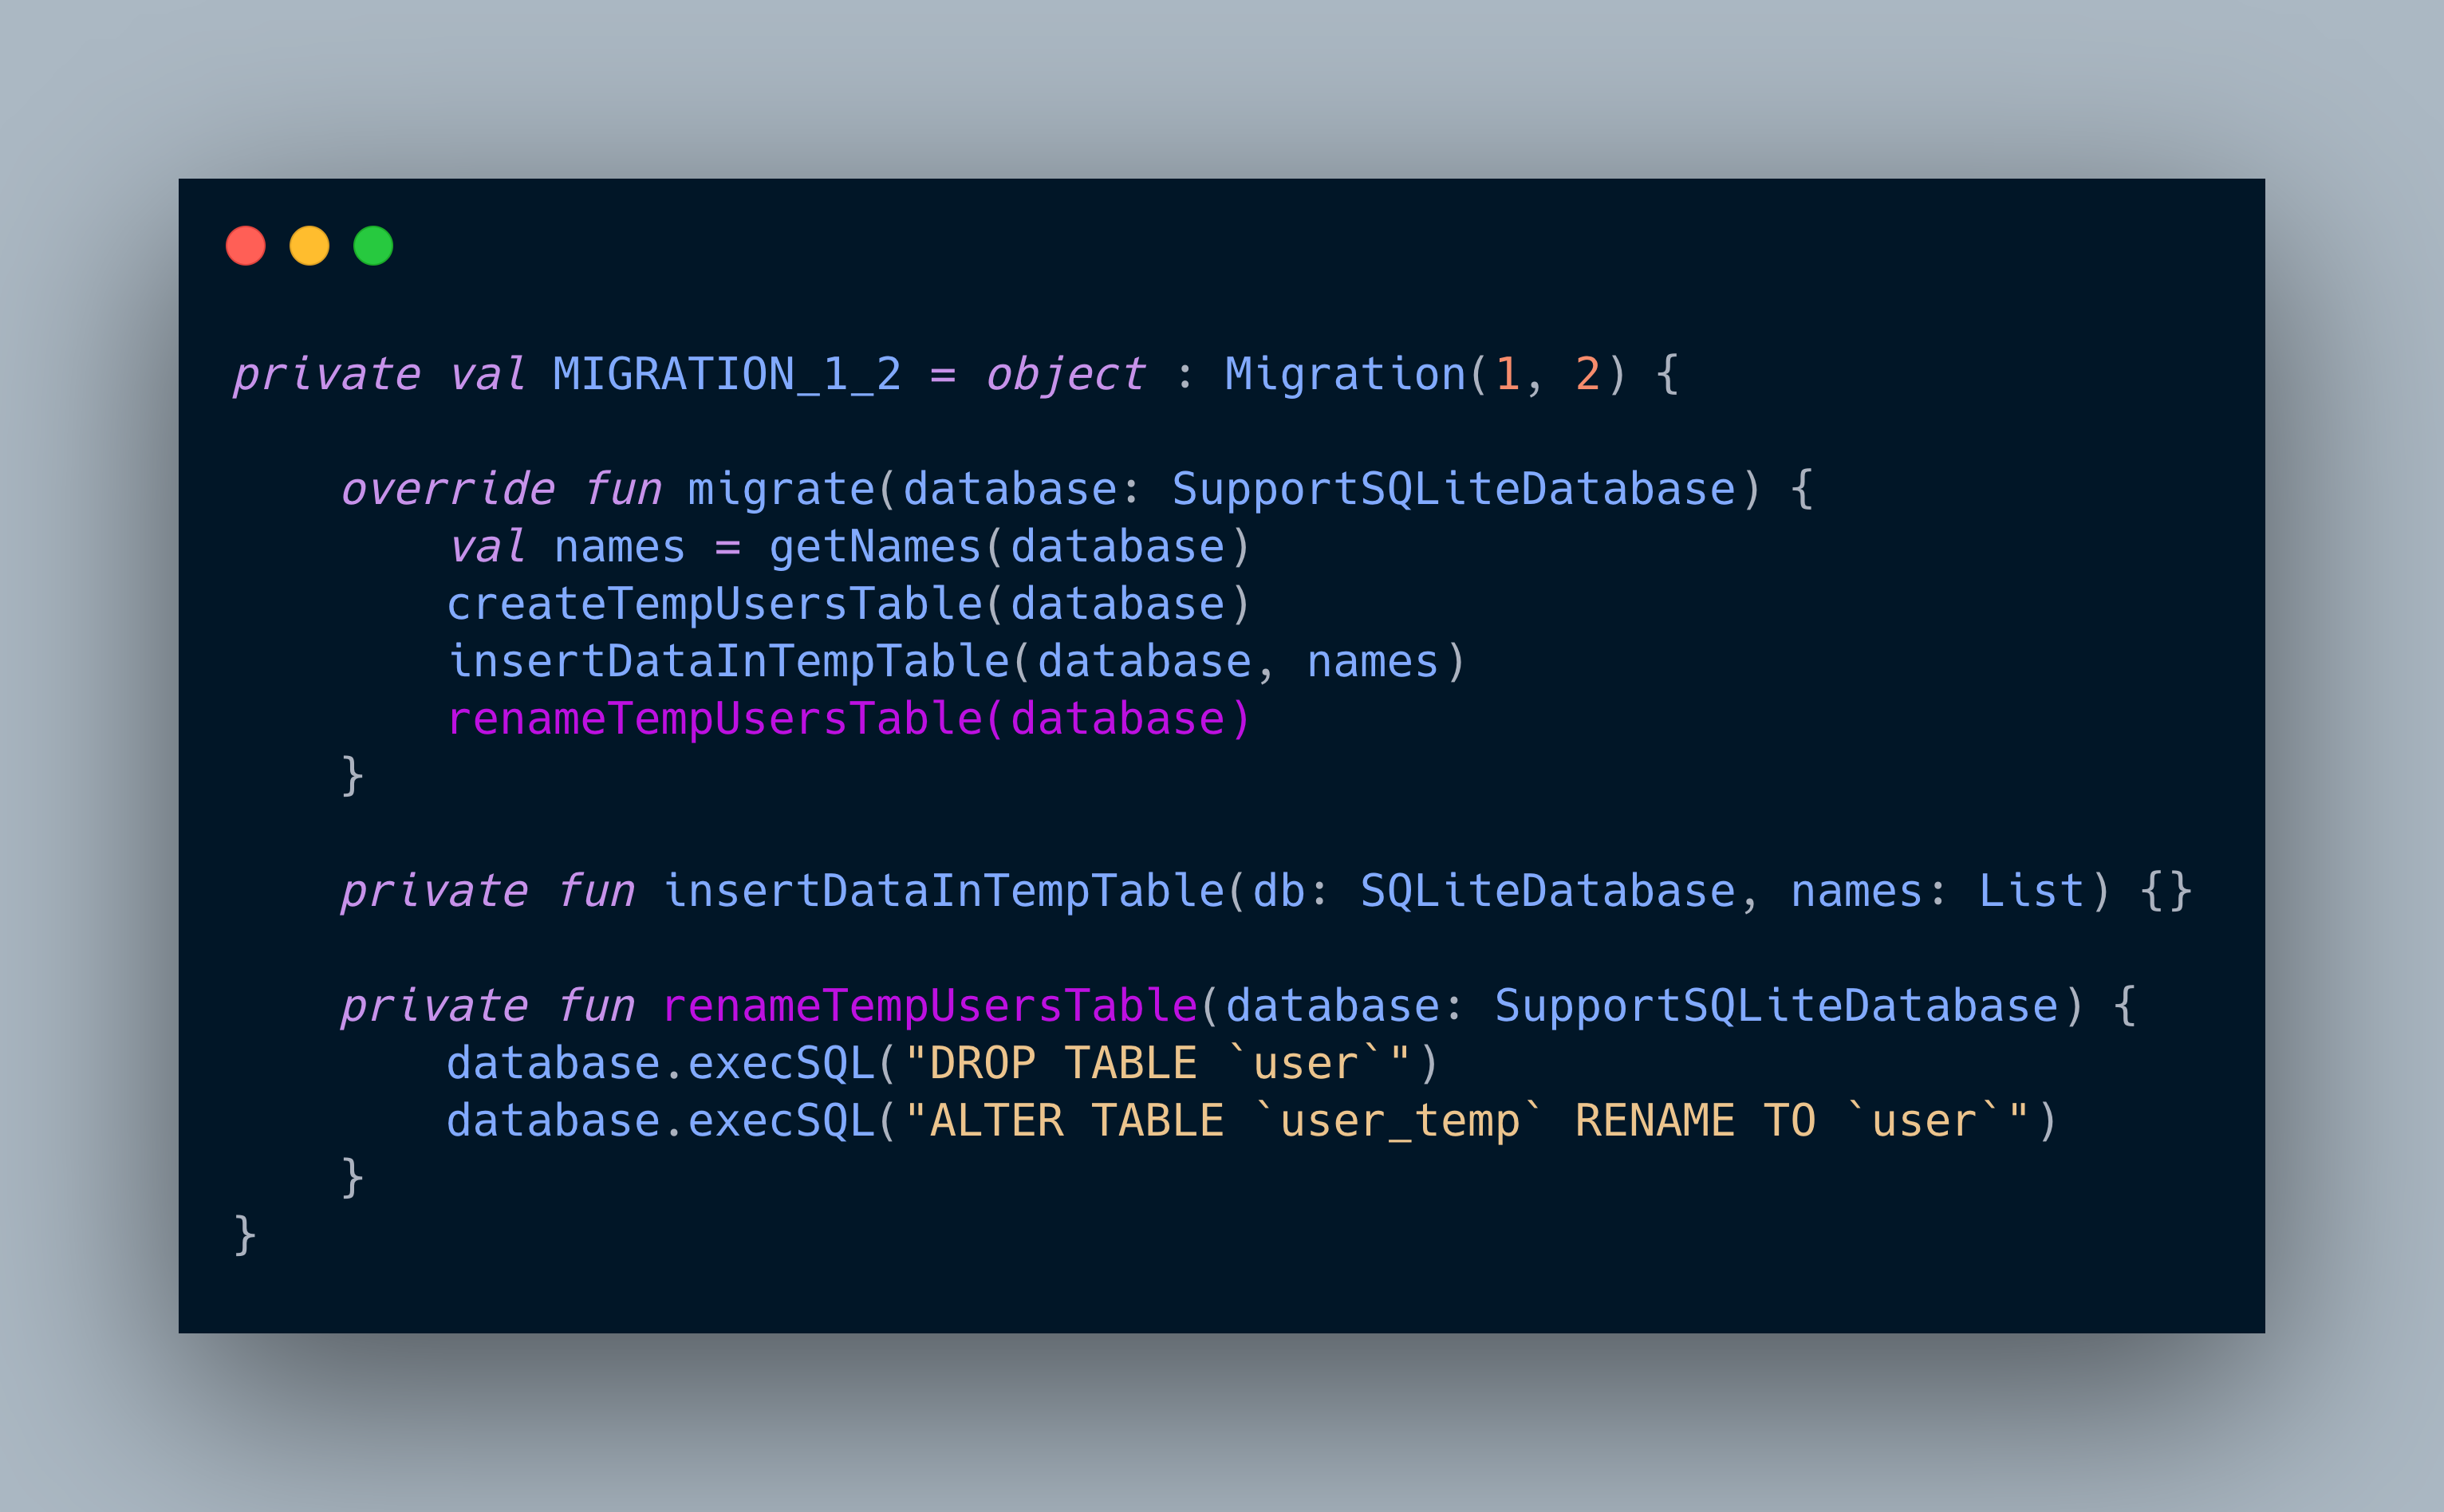 private val MIGRATION_1_2 = object : Migration(1, 2) {
override fun migrate(database: SupportSQLiteDatabase) {
val names = getNames(database)
createTempUsersTable(database)
insertDataInTempTable(database, names)
renameTempUsersTable(database)
}
private fun insertDataInTempTable(db: SQLiteDatabase, names: List) {}
private fun renameTempUsersTable(database: SupportSQLiteDatabase) {
database.execSQL("DROP TABLE `user`")
database.execSQL("ALTER TABLE `user_temp` RENAME TO `user`")
}
}